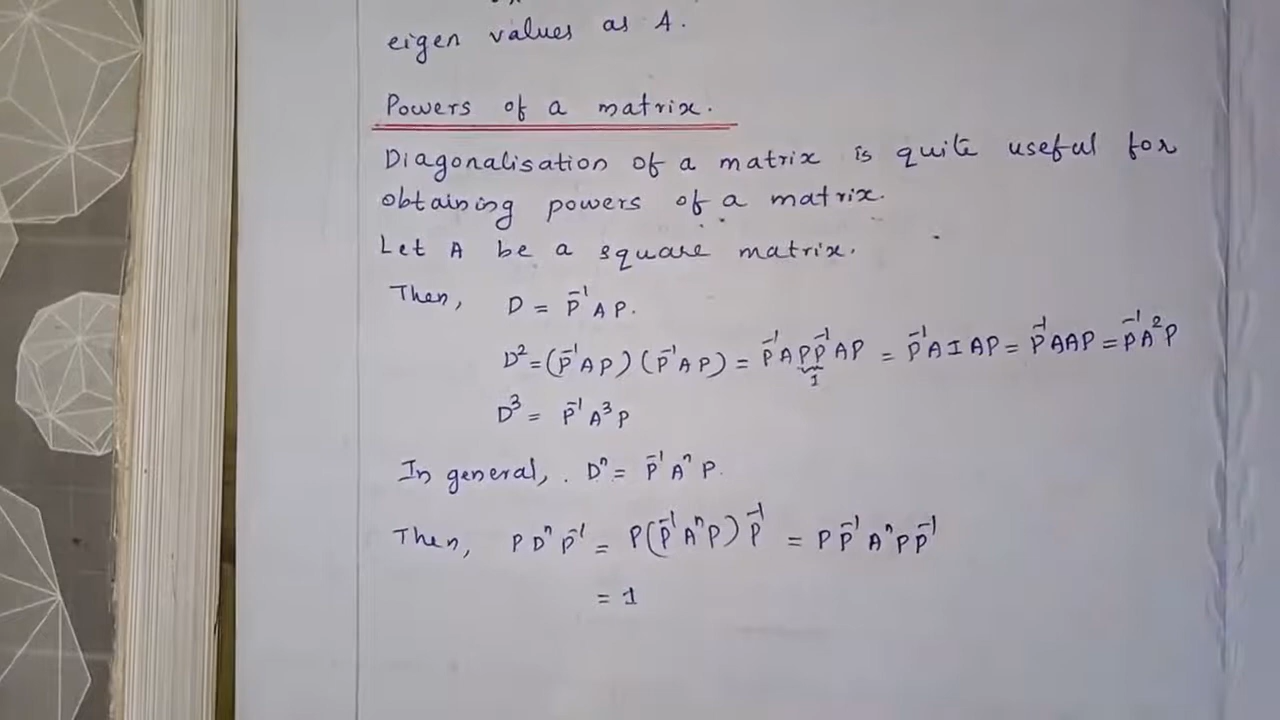 eigen values as A.
Powers of a matrix.
Diagonalisation of a matrix is quite useful for
obtaining powers of a matrix.
Let A be a square matrix.
Then, D = P⁻¹AP.
D² = (P⁻¹AP)(P⁻¹AP) = P⁻¹APP⁻¹AP = P⁻¹AIAP = P⁻¹AAP = P⁻¹A²P
I
D³ = P⁻¹A³P
In general, Dⁿ = P⁻¹AⁿP.
Then, PDⁿP⁻¹ = P(P⁻¹AⁿP)P⁻¹ = PP⁻¹AⁿPP⁻¹
= I